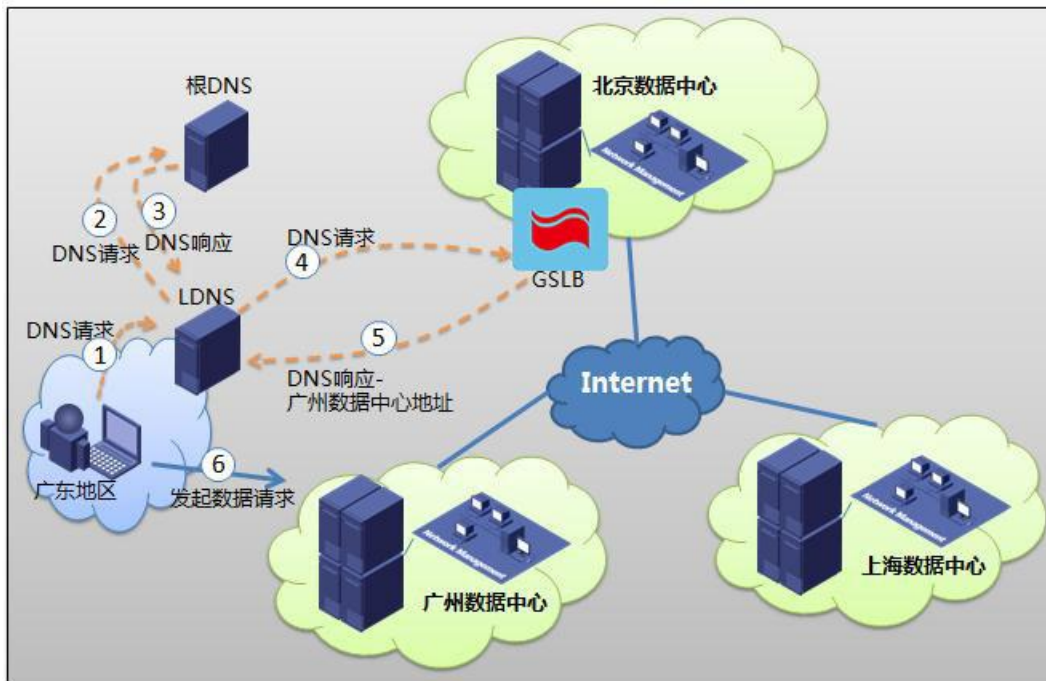 根DNS
北京数据中心
Network Management
2
3
DNS请求
DNS响应
DNS请求
4
GSLB
LDNS
DNS请求
1
5
DNS响应-
广州数据中心地址
Internet
广东地区
6
发起数据请求
Network Management
广州数据中心
Network Management
上海数据中心